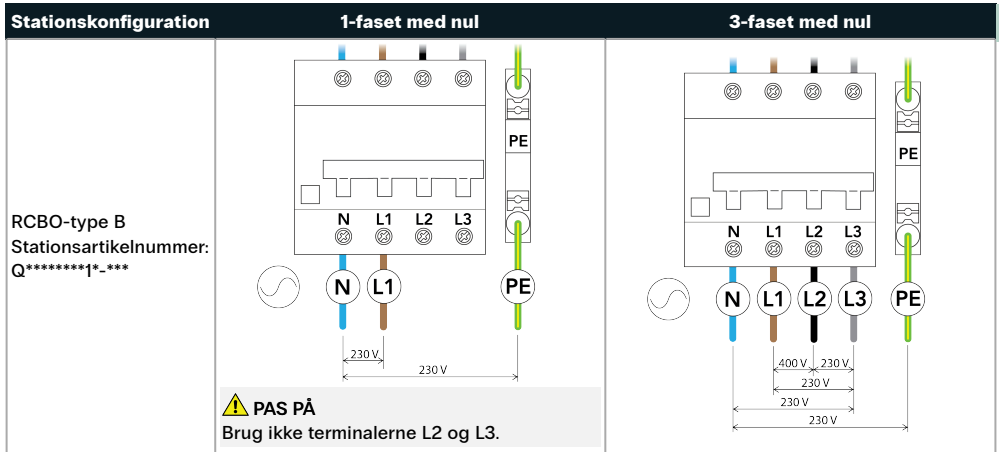 Stationskonfiguration
1-faset med nul
3-faset med nul
RCBO-type B
Stationsartikelnummer:
Q********1*-***
PE
N L1 L2 L3
N L1 PE
230 V
230 V
PAS PÅ
Brug ikke terminalerne L2 og L3.
PE
N L1 L2 L3
N L1 L2 L3 PE
400 V 230 V
230 V
230 V
230 V